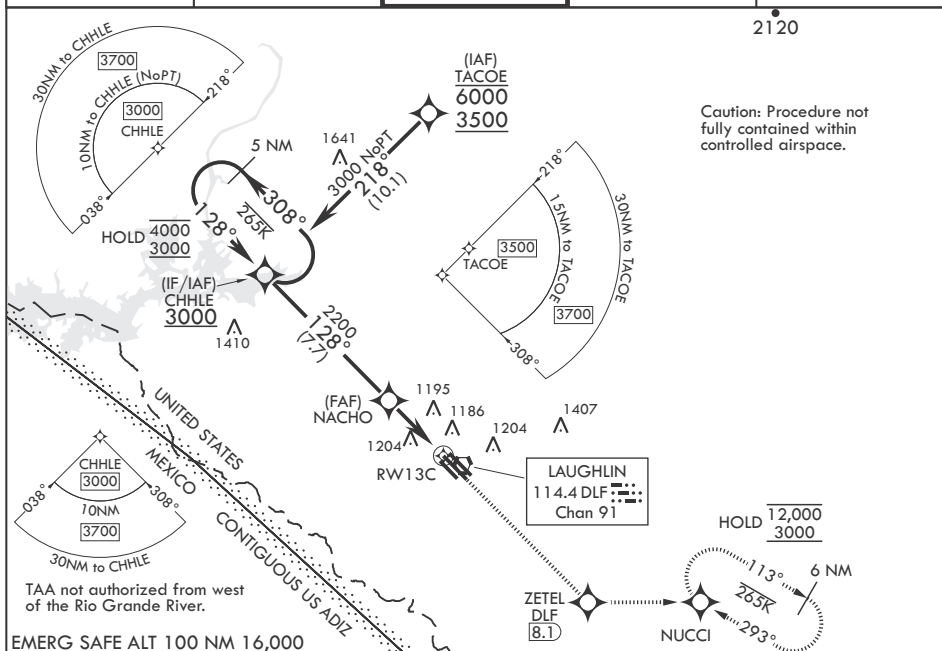 2120
30NM to CHHLE
3700
10NM to CHHLE (NoPT)
3000
CHHLE
218°
038°
(IAF)
TACOE
6000
3500
Caution: Procedure not
fully contained within
controlled airspace.
5 NM
1641
3000 NoPT
218°
(10.1)
308°
265K
128°
HOLD 4000
3000
(IF/IAF)
CHHLE
3000
1410
218°
15NM to TACOE
30NM to TACOE
3500
TACOE
3700
308°
2200
128°
(7.7)
(FAF)
NACHO
1195
1186
1204
1204
1407
RW13C
LAUGHLIN
114.4 DLF
Chan 91
UNITED STATES
MEXICO
CONTIGUOUS US ADIZ
CHHLE
3000
038°
308°
10NM
3700
30NM to CHHLE
TAA not authorized from west
of the Rio Grande River.
HOLD 12,000
3000
113°
6 NM
265K
293°
ZETEL
DLF
8.1
NUCCI
EMERG SAFE ALT 100 NM 16,000